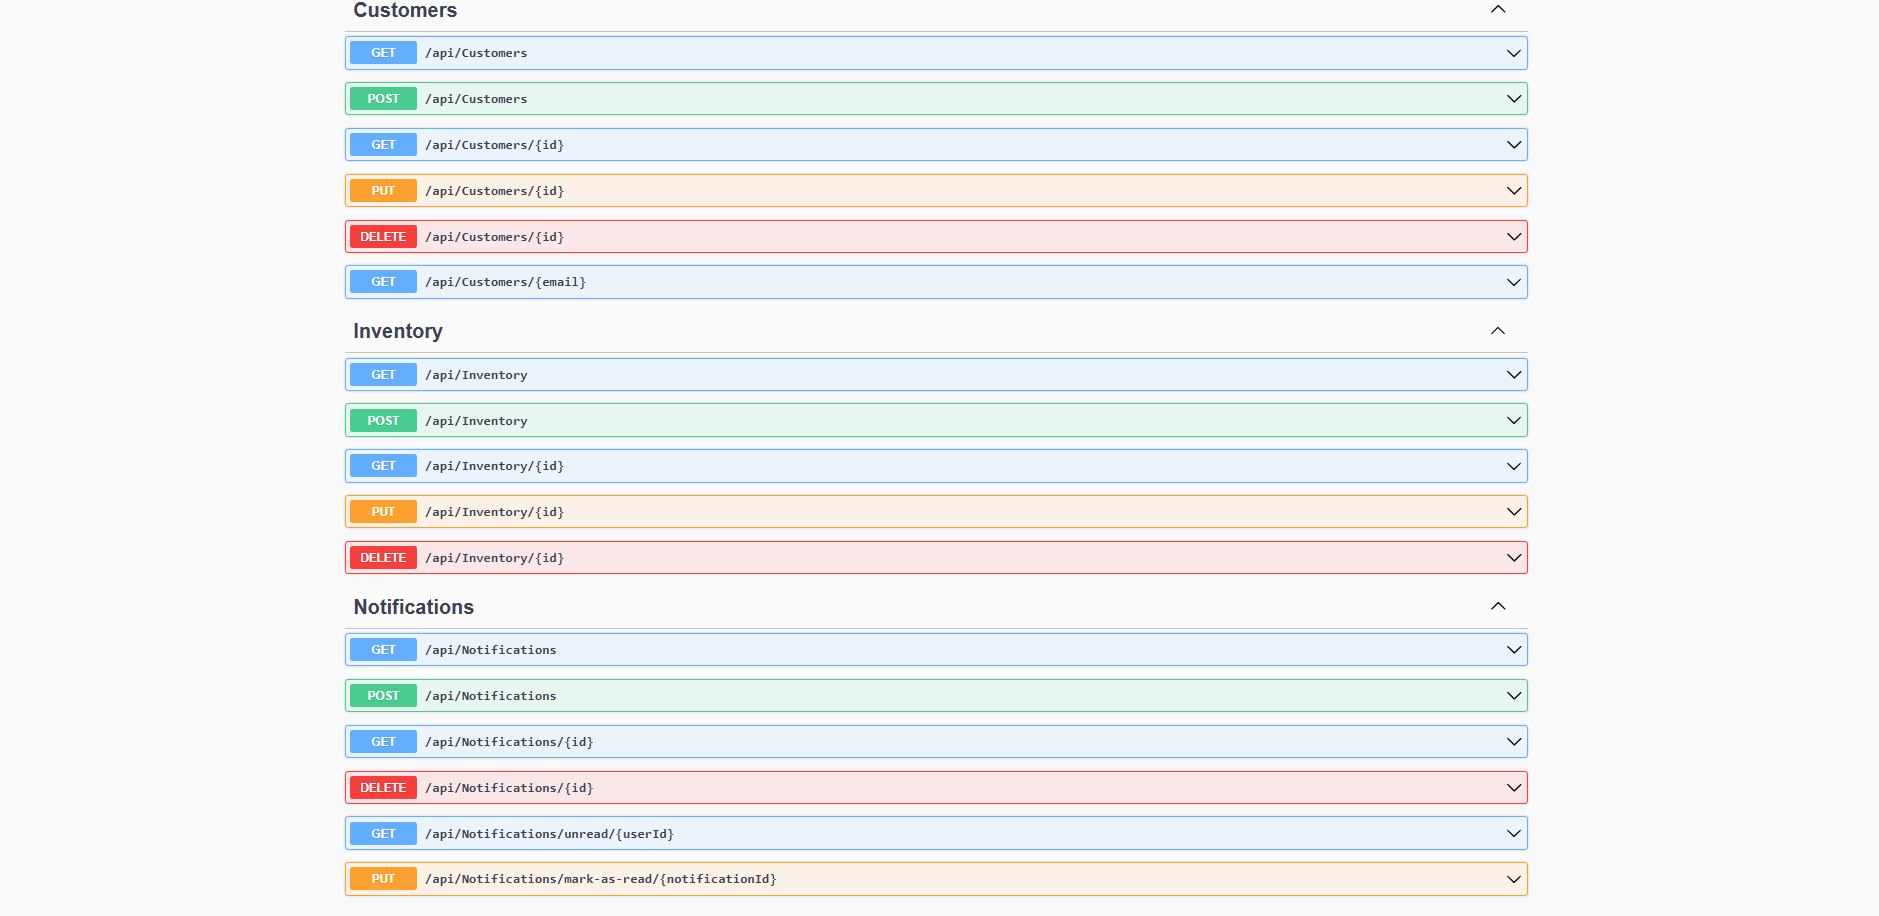 Customers
GET /api/Customers
POST /api/Customers
GET /api/Customers/{id}
PUT /api/Customers/{id}
DELETE /api/Customers/{id}
GET /api/Customers/{email}
Inventory
GET /api/Inventory
POST /api/Inventory
GET /api/Inventory/{id}
PUT /api/Inventory/{id}
DELETE /api/Inventory/{id}
Notifications
GET /api/Notifications
POST /api/Notifications
GET /api/Notifications/{id}
DELETE /api/Notifications/{id}
GET /api/Notifications/unread/{userId}
PUT /api/Notifications/mark-as-read/{notificationId}